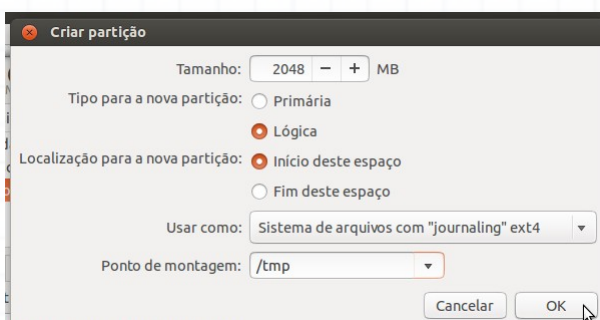 Criar partição
Tamanho: 2048 − + MB
Tipo para a nova partição: Primária
Lógica
Localização para a nova partição: Início deste espaço
Fim deste espaço
Usar como: Sistema de arquivos com "journaling" ext4
Ponto de montagem: /tmp
Cancelar OK